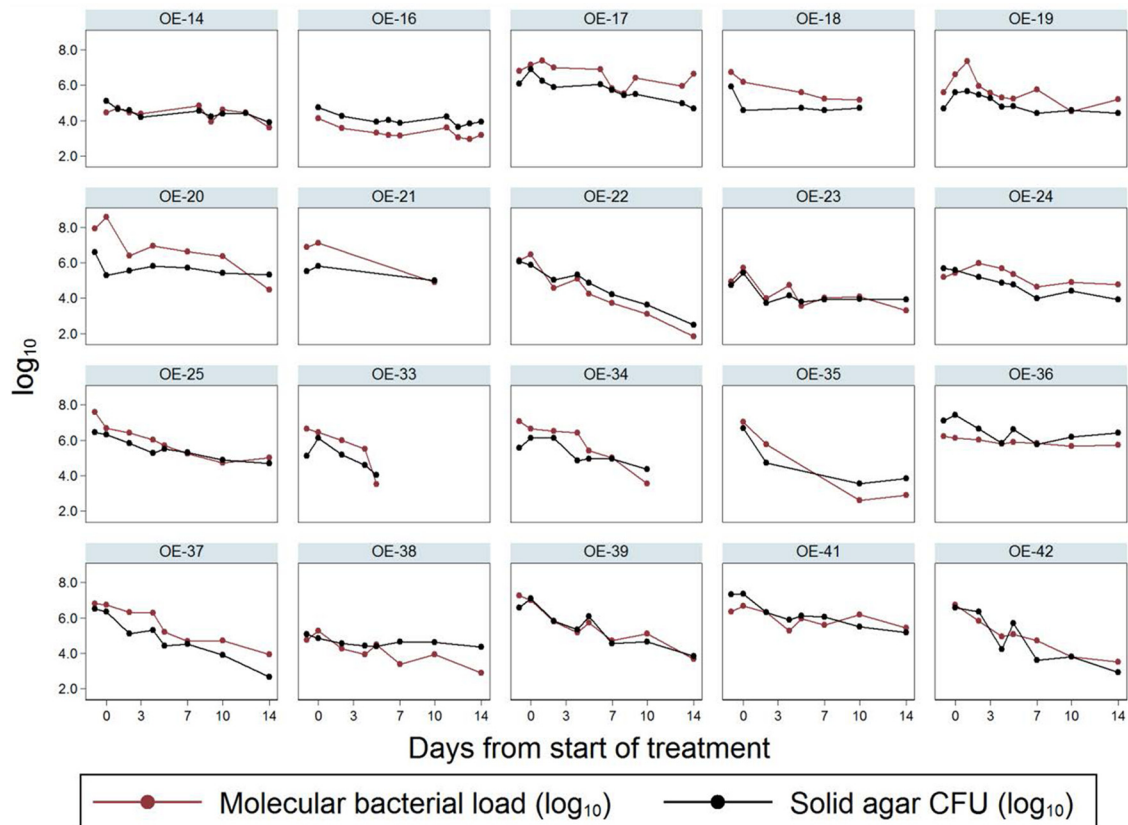 OE-14 OE-16 OE-17 OE-18 OE-19
8.0
6.0
4.0
2.0
OE-20 OE-21 OE-22 OE-23 OE-24
8.0
6.0
4.0
2.0
OE-25 OE-33 OE-34 OE-35 OE-36
8.0
6.0
4.0
2.0
OE-37 OE-38 OE-39 OE-41 OE-42
8.0
6.0
4.0
2.0
log₁₀
0 3 7 10 14 0 3 7 10 14 0 3 7 10 14 0 3 7 10 14 0 3 7 10 14
Days from start of treatment
Molecular bacterial load (log₁₀) Solid agar CFU (log₁₀)